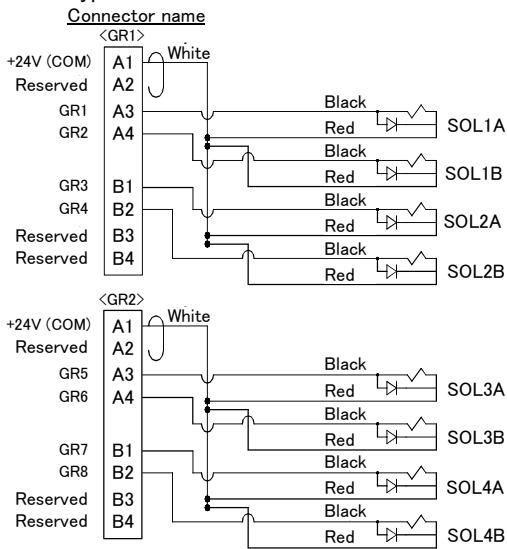 Connector name
<GR1>
+24V (COM) A1 White
Reserved A2
GR1 A3 Black
Red SOL1A
GR2 A4 Black
Red SOL1B
GR3 B1 Black
Red SOL2A
GR4 B2 Black
Red SOL2B
Reserved B3
Reserved B4
<GR2>
+24V (COM) A1 White
Reserved A2
GR5 A3 Black
Red SOL3A
GR6 A4 Black
Red SOL3B
GR7 B1 Black
Red SOL4A
GR8 B2 Black
Red SOL4B
Reserved B3
Reserved B4